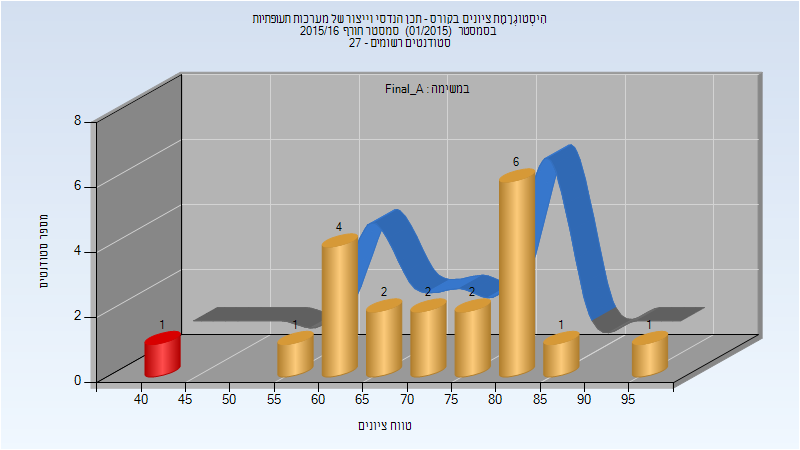 היסטוגרמת ציונים בקורס - תכן הנדסי וייצור של מערכות תעופתיות
בסמסטר (01/2015) סמסטר חורף 2015/16
סטודנטים רשומים - 27
במשימה : Final_A
מספר סטודנטים
8
6
4
2
0
1
1
4
2
2
2
6
1
1
40 45 50 55 60 65 70 75 80 85 90 95
טווח ציונים